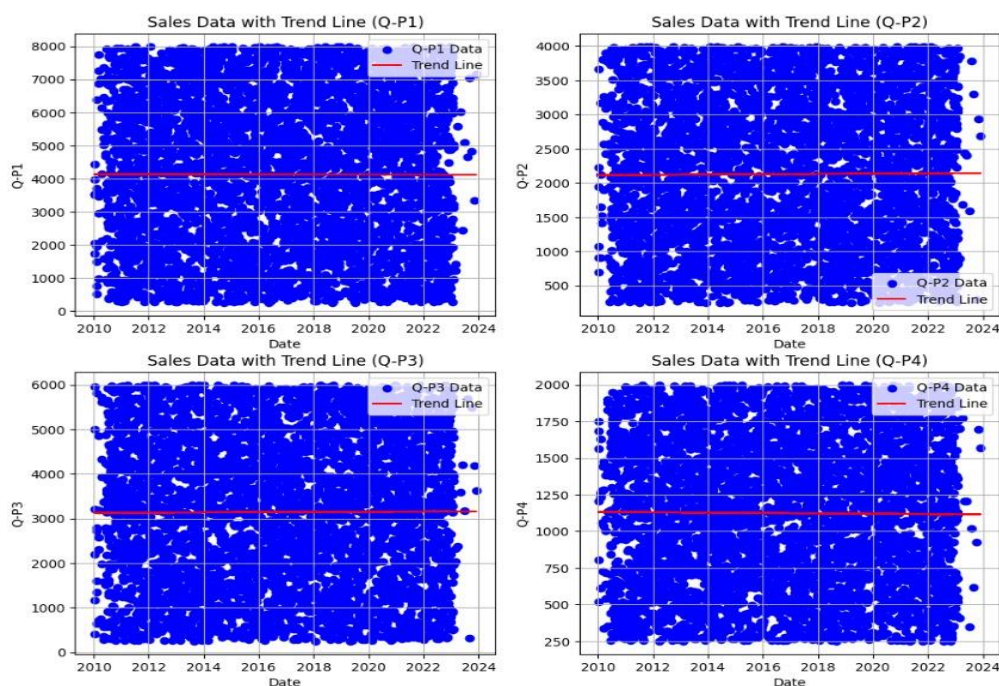 Sales Data with Trend Line (Q-P1)
8000
7000
6000
5000
4000
3000
2000
1000
0
Q-P1
Q-P1 Data
Trend Line
2010 2012 2014 2016 2018 2020 2022 2024
Date
Sales Data with Trend Line (Q-P2)
4000
3500
3000
2500
2000
1500
1000
500
Q-P2
Q-P2 Data
Trend Line
2010 2012 2014 2016 2018 2020 2022 2024
Date
Sales Data with Trend Line (Q-P3)
6000
5000
4000
3000
2000
1000
0
Q-P3
Q-P3 Data
Trend Line
2010 2012 2014 2016 2018 2020 2022 2024
Date
Sales Data with Trend Line (Q-P4)
2000
1750
1500
1250
1000
750
500
250
Q-P4
Q-P4 Data
Trend Line
2010 2012 2014 2016 2018 2020 2022 2024
Date